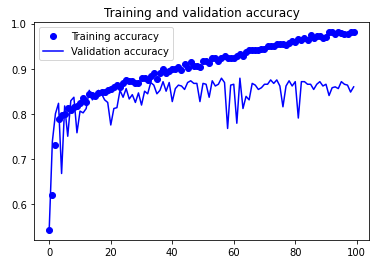 Training and validation accuracy
1.0
Training accuracy
Validation accuracy
0.9
0.8
0.7
0.6
0 20 40 60 80 100